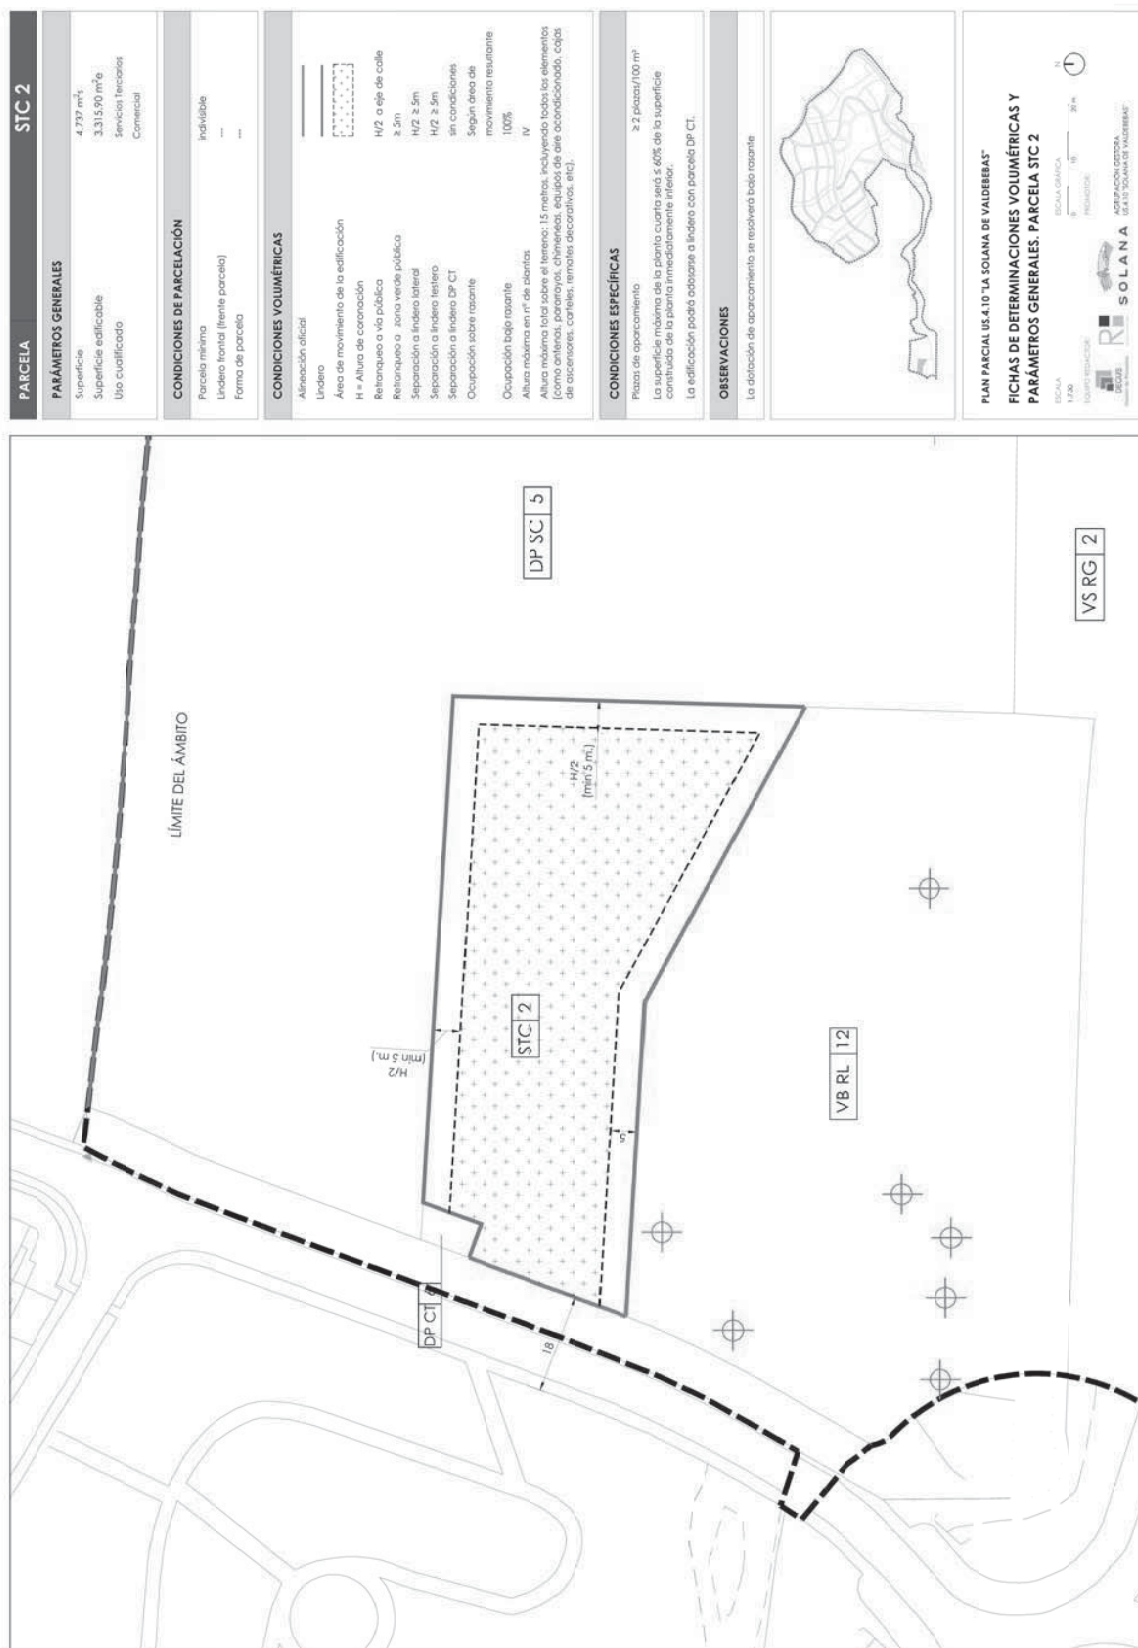 PARCELA STC 2
PARÁMETROS GENERALES
Superficie 4.737 m²s
Superficie edificable 3.315,90 m²e
Uso cualificado Servicios Terciarios
Comercial
CONDICIONES DE PARCELACIÓN
Parcela mínima indivisible
Lindero frontal (frente parcela) ---
Forma de parcela ---
CONDICIONES VOLUMÉTRICAS
Alineación oficial
Lindero
Área de movimiento de la edificación
H = Altura de coronación
Retranqueo a vía pública H/2 a eje de calle
Retranqueo a zona verde pública ≥ 5m
Separación a lindero lateral H/2 ≥ 5m
Separación a lindero testero H/2 ≥ 5m
Separación a lindero DP CT sin condiciones
Ocupación sobre rasante Según área de
movimiento resultante
Ocupación bajo rasante 100%
Altura máxima en nº de plantas IV
Altura máxima total sobre el terreno: 15 metros, incluyendo todos los elementos
(como antenas, pararrayos, chimeneas, equipos de aire acondicionado, cajas
de ascensores, carteles, remates decorativos, etc).
CONDICIONES ESPECÍFICAS
Plazas de aparcamiento ≥ 2 plazas/100 m²
La superficie máxima de la planta cuarta será ≤ 60% de la superficie
construida de la planta inmediatamente inferior.
La edificación podrá adosarse a lindero con parcela DP CT.
OBSERVACIONES
La dotación de aparcamiento se resolverá bajo rasante
PLAN PARCIAL US.4.10 "LA SOLANA DE VALDEBEBAS"
FICHAS DE DETERMINACIONES VOLUMÉTRICAS Y
PARÁMETROS GENERALES. PARCELA STC 2
ESCALA
ESCALA GRÁFICA
0 10 20 m
N
EQUIPO REDACTOR:
PROMOTOR:
SOLANA
AGRUPACIÓN GESTORA
US.4.10 "SOLANA DE VALDEBEBAS"
LÍMITE DEL ÁMBITO
DP SC 5
VS RG 2
H/2
(min 5 m.)
STC 2
H/2
(min 5 m.)
VB RL 12
5
DP CT
18